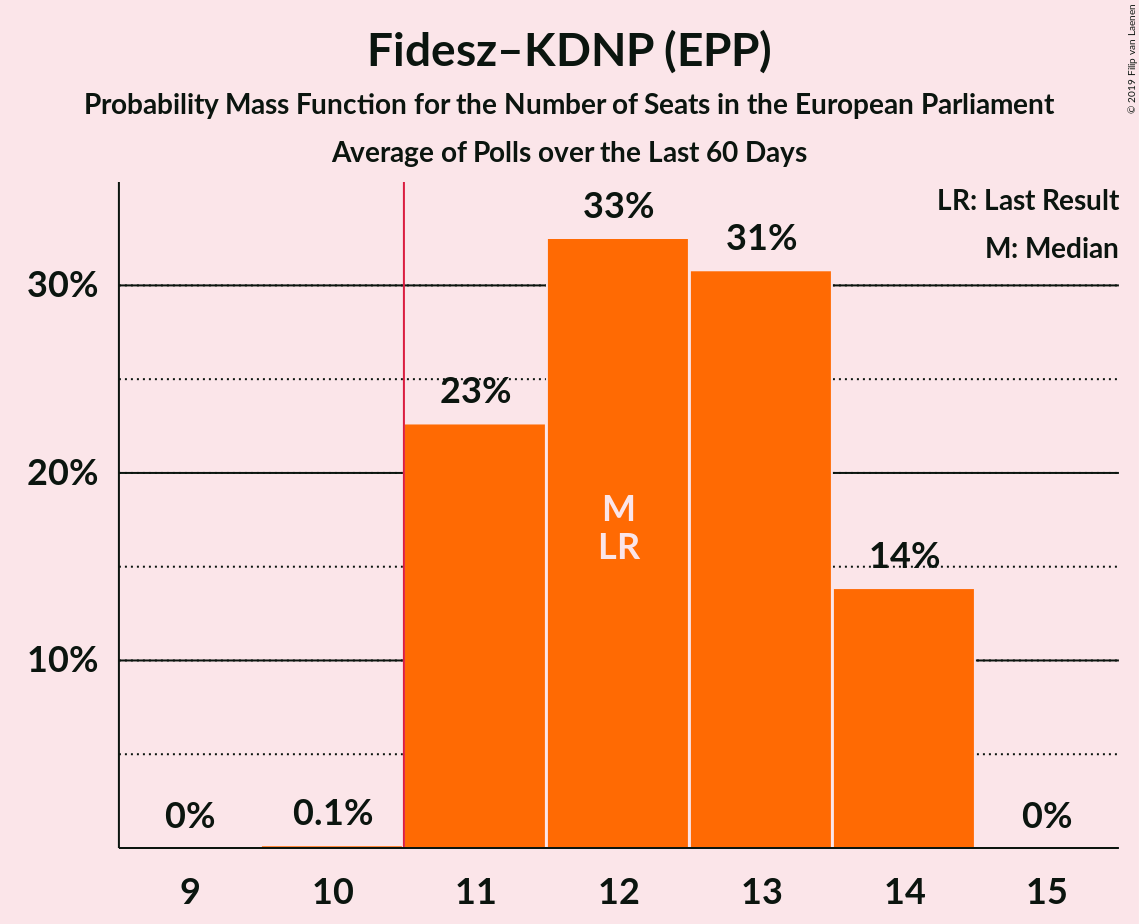 Fidesz–KDNP (EPP)
Probability Mass Function for the Number of Seats in the European Parliament
Average of Polls over the Last 60 Days
© 2019 Filip van Laenen
LR: Last Result
M: Median
33%
31%
30%
23%
20%
M
LR
14%
10%
0%
0.1%
0%
9
10
11
12
13
14
15